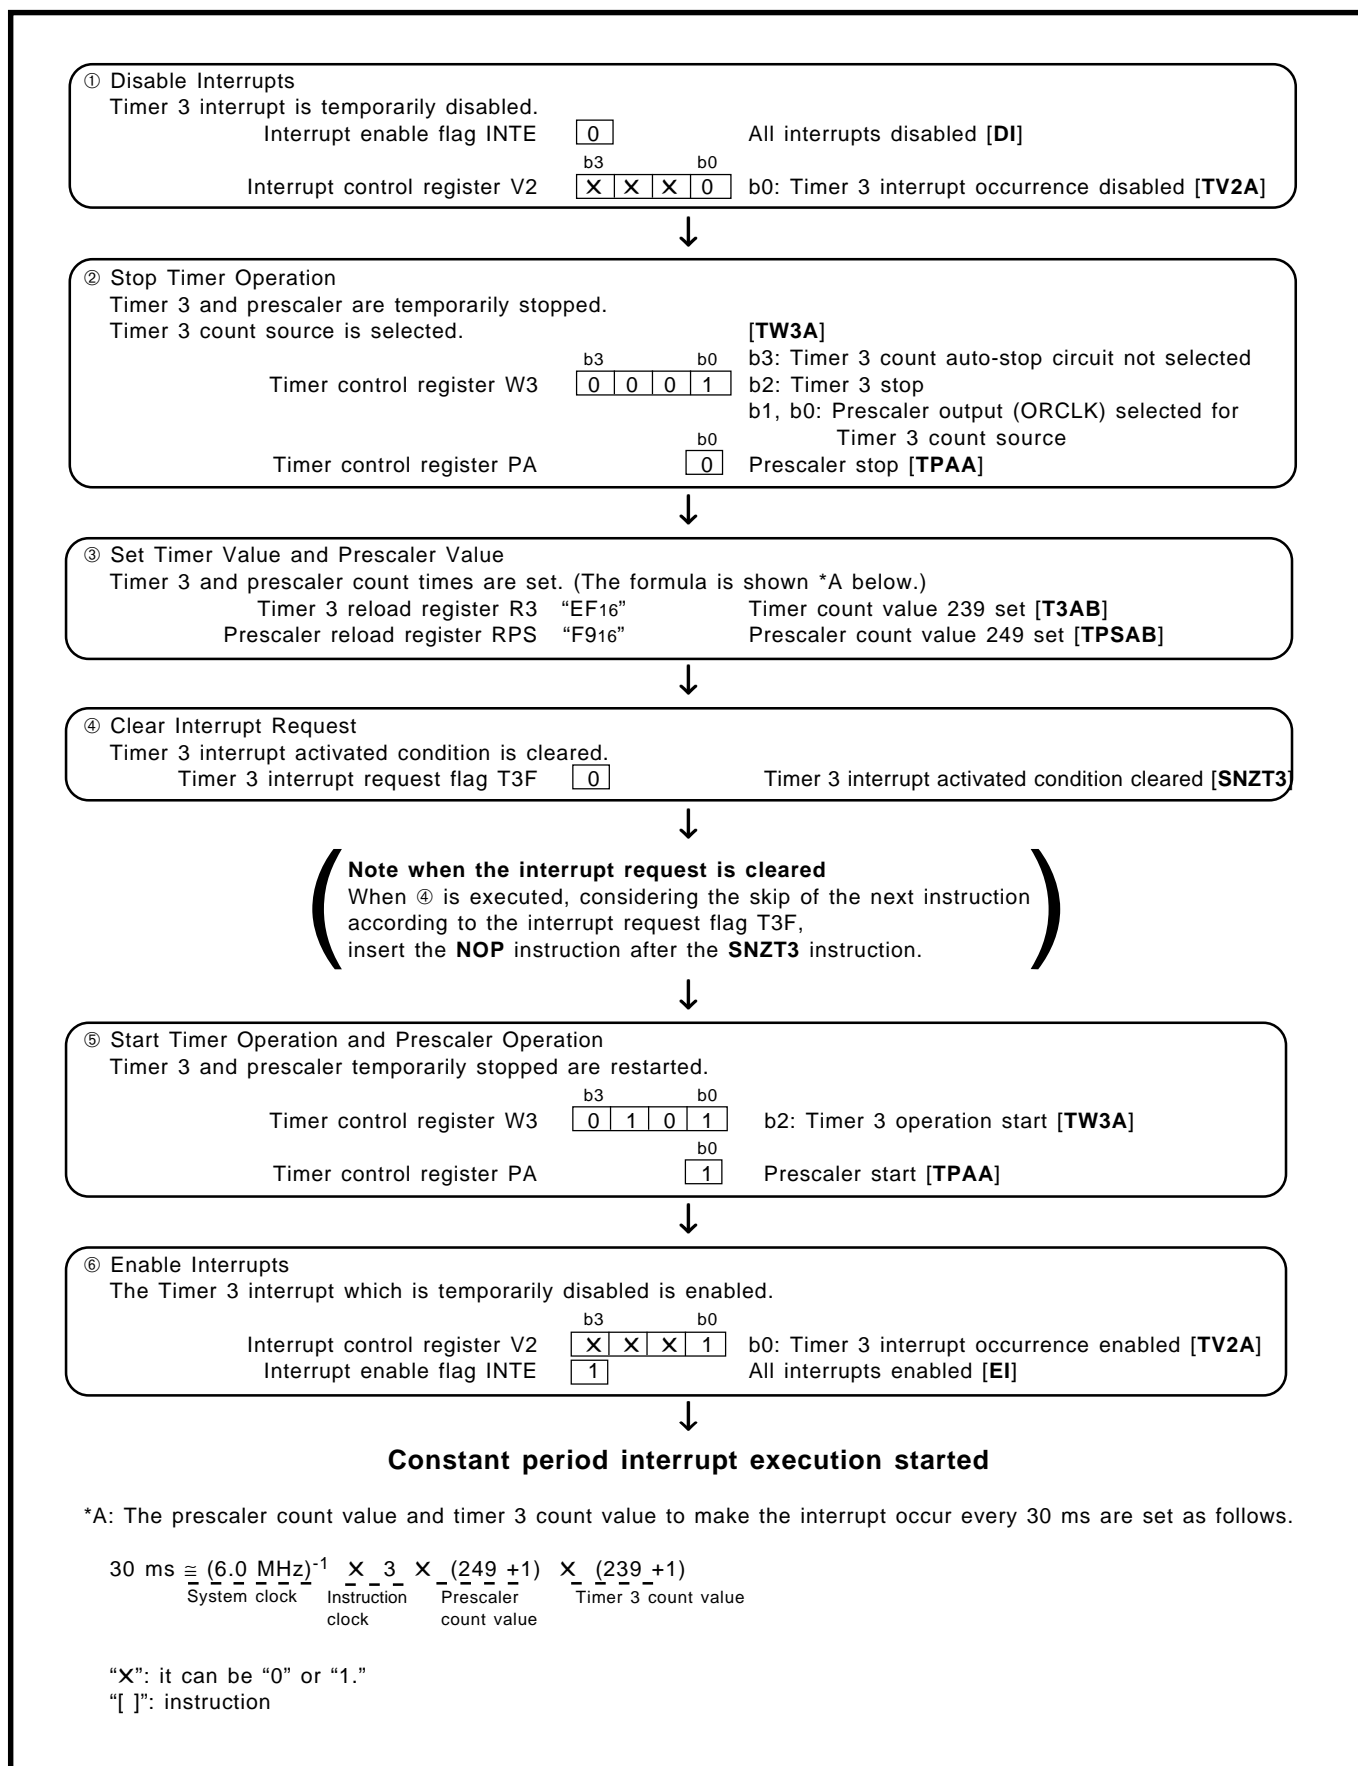 ① Disable Interrupts
Timer 3 interrupt is temporarily disabled.
Interrupt enable flag INTE 0 All interrupts disabled [DI]
b3 b0
Interrupt control register V2 ✕ ✕ ✕ 0 b0: Timer 3 interrupt occurrence disabled [TV2A]
↓
② Stop Timer Operation
Timer 3 and prescaler are temporarily stopped.
Timer 3 count source is selected. [TW3A]
b3 b0 b3: Timer 3 count auto-stop circuit not selected
Timer control register W3 0 0 0 1 b2: Timer 3 stop
b1, b0: Prescaler output (ORCLK) selected for
b0 Timer 3 count source
Timer control register PA 0 Prescaler stop [TPAA]
↓
③ Set Timer Value and Prescaler Value
Timer 3 and prescaler count times are set. (The formula is shown *A below.)
Timer 3 reload register R3 “EF16” Timer count value 239 set [T3AB]
Prescaler reload register RPS “F916” Prescaler count value 249 set [TPSAB]
↓
④ Clear Interrupt Request
Timer 3 interrupt activated condition is cleared.
Timer 3 interrupt request flag T3F 0 Timer 3 interrupt activated condition cleared [SNZT3]
↓
Note when the interrupt request is cleared
( When ④ is executed, considering the skip of the next instruction )
according to the interrupt request flag T3F,
insert the NOP instruction after the SNZT3 instruction.
↓
⑤ Start Timer Operation and Prescaler Operation
Timer 3 and prescaler temporarily stopped are restarted.
b3 b0
Timer control register W3 0 1 0 1 b2: Timer 3 operation start [TW3A]
b0
Timer control register PA 1 Prescaler start [TPAA]
↓
⑥ Enable Interrupts
The Timer 3 interrupt which is temporarily disabled is enabled.
b3 b0
Interrupt control register V2 ✕ ✕ ✕ 1 b0: Timer 3 interrupt occurrence enabled [TV2A]
Interrupt enable flag INTE 1 All interrupts enabled [EI]
↓
Constant period interrupt execution started
*A: The prescaler count value and timer 3 count value to make the interrupt occur every 30 ms are set as follows.
30 ms ≅ (6.0 MHz)-1 ✕ 3 ✕ (249 +1) ✕ (239 +1)
System clock Instruction Prescaler Timer 3 count value
clock count value
“✕”: it can be “0” or “1.”
“[ ]”: instruction